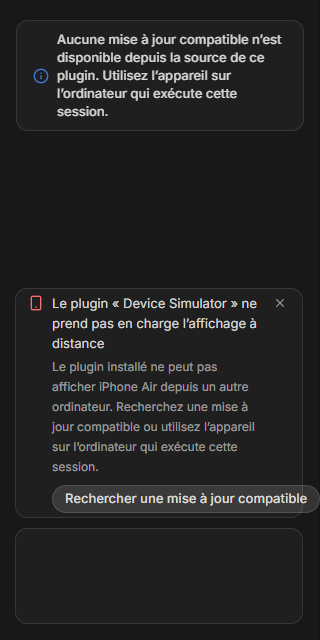 Aucune mise à jour compatible n’est
disponible depuis la source de ce
plugin. Utilisez l’appareil sur
l’ordinateur qui exécute cette
session.
Le plugin « Device Simulator » ne
prend pas en charge l’affichage à
distance
Le plugin installé ne peut pas
afficher iPhone Air depuis un autre
ordinateur. Recherchez une mise à
jour compatible ou utilisez l’appareil
sur l’ordinateur qui exécute cette
session.
Rechercher une mise à jour compatible